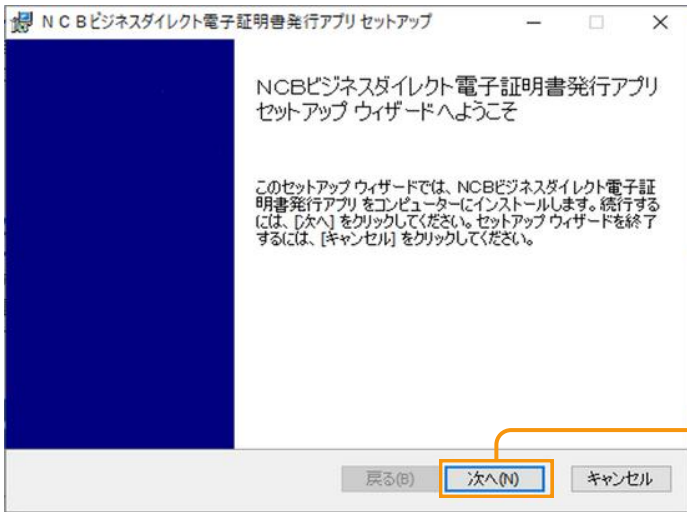 NCBビジネスダイレクト電子証明書発行アプリ セットアップ
NCBビジネスダイレクト電子証明書発行アプリ
セットアップ ウィザードへようこそ
このセットアップ ウィザードでは、NCBビジネスダイレクト電子証
明書発行アプリ をコンピューターにインストールします。続行する
には、[次へ] をクリックしてください。セットアップ ウィザードを終了
するには、[キャンセル] をクリックしてください。
戻る(B) 次へ(N) キャンセル